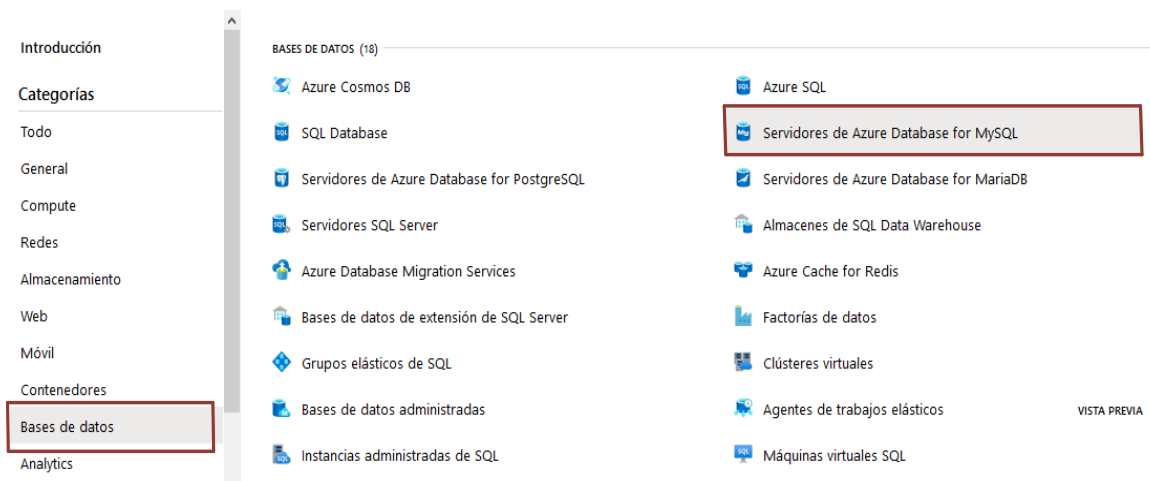 Introducción
Categorías
Todo
General
Compute
Redes
Almacenamiento
Web
Móvil
Contenedores
Bases de datos
Analytics
BASES DE DATOS (18)
Azure Cosmos DB
Azure SQL
SQL Database
Servidores de Azure Database for MySQL
Servidores de Azure Database for PostgreSQL
Servidores de Azure Database for MariaDB
Servidores SQL Server
Almacenes de SQL Data Warehouse
Azure Database Migration Services
Azure Cache for Redis
Bases de datos de extensión de SQL Server
Factorías de datos
Grupos elásticos de SQL
Clústeres virtuales
Bases de datos administradas
Agentes de trabajos elásticos VISTA PREVIA
Instancias administradas de SQL
Máquinas virtuales SQL